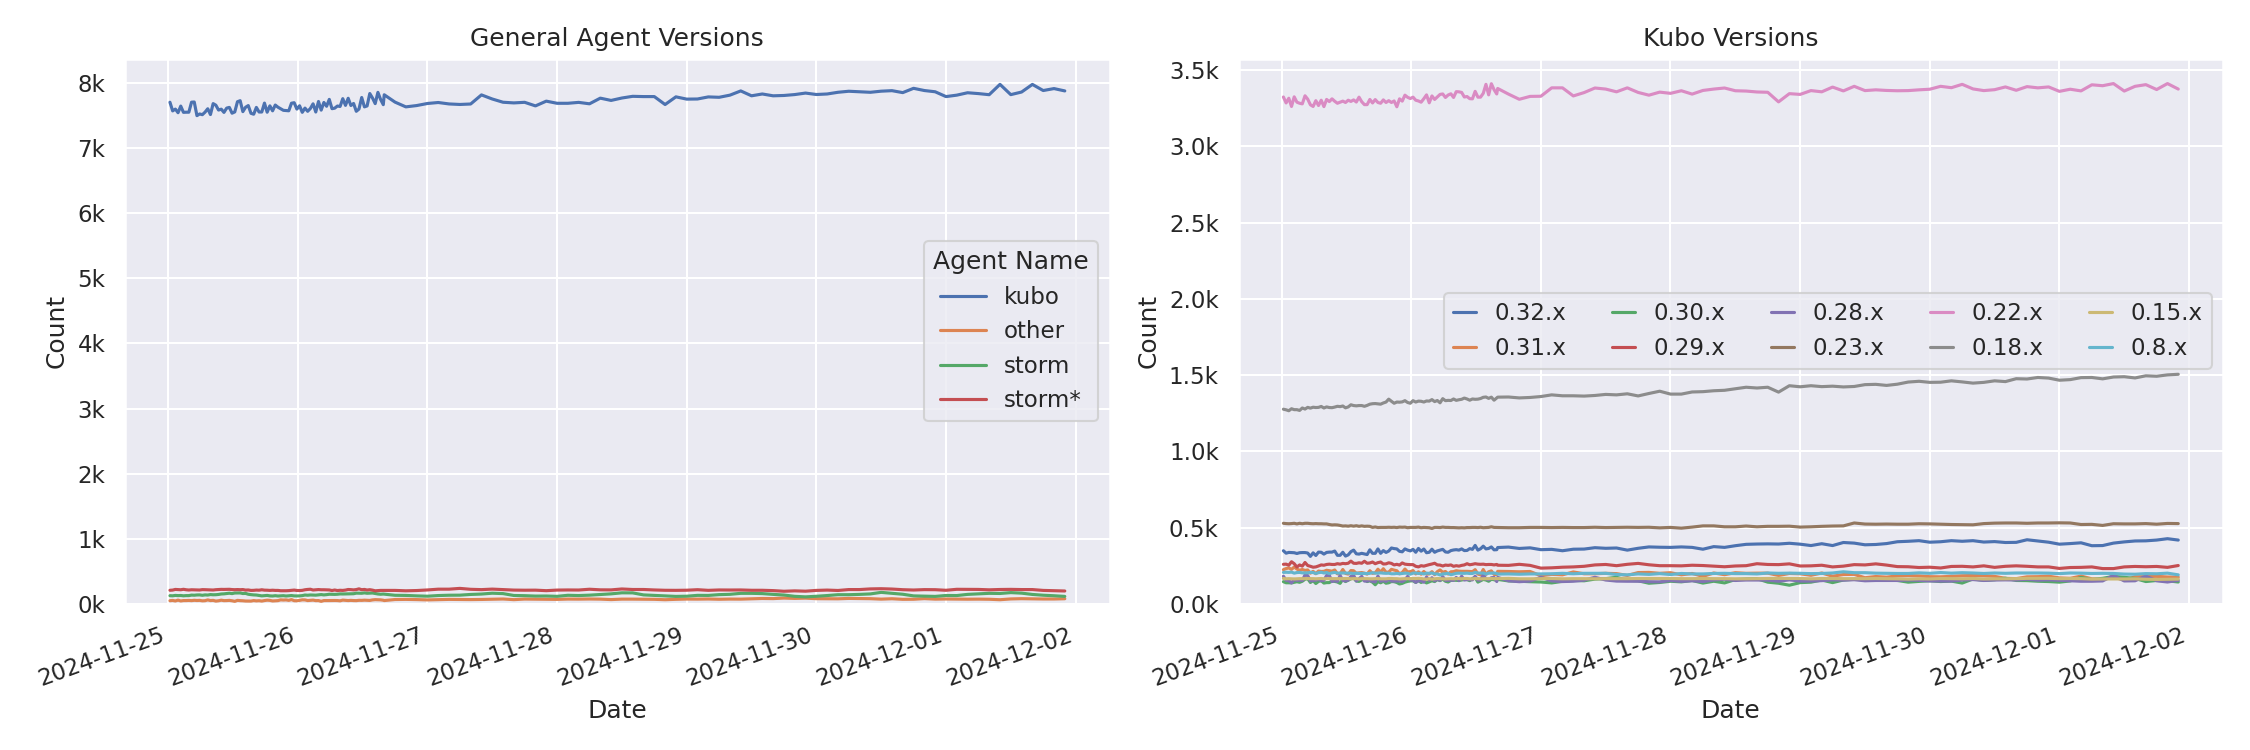 General Agent Versions
8k
7k
6k
5k
4k
3k
2k
1k
0k
Count
Agent Name
kubo
other
storm
storm*
2024-11-25
2024-11-26
2024-11-27
2024-11-28
2024-11-29
2024-11-30
2024-12-01
2024-12-02
Date
Kubo Versions
3.5k
3.0k
2.5k
2.0k
1.5k
1.0k
0.5k
0.0k
Count
0.32.x 0.30.x 0.28.x 0.22.x 0.15.x
0.31.x 0.29.x 0.23.x 0.18.x 0.8.x
2024-11-25
2024-11-26
2024-11-27
2024-11-28
2024-11-29
2024-11-30
2024-12-01
2024-12-02
Date